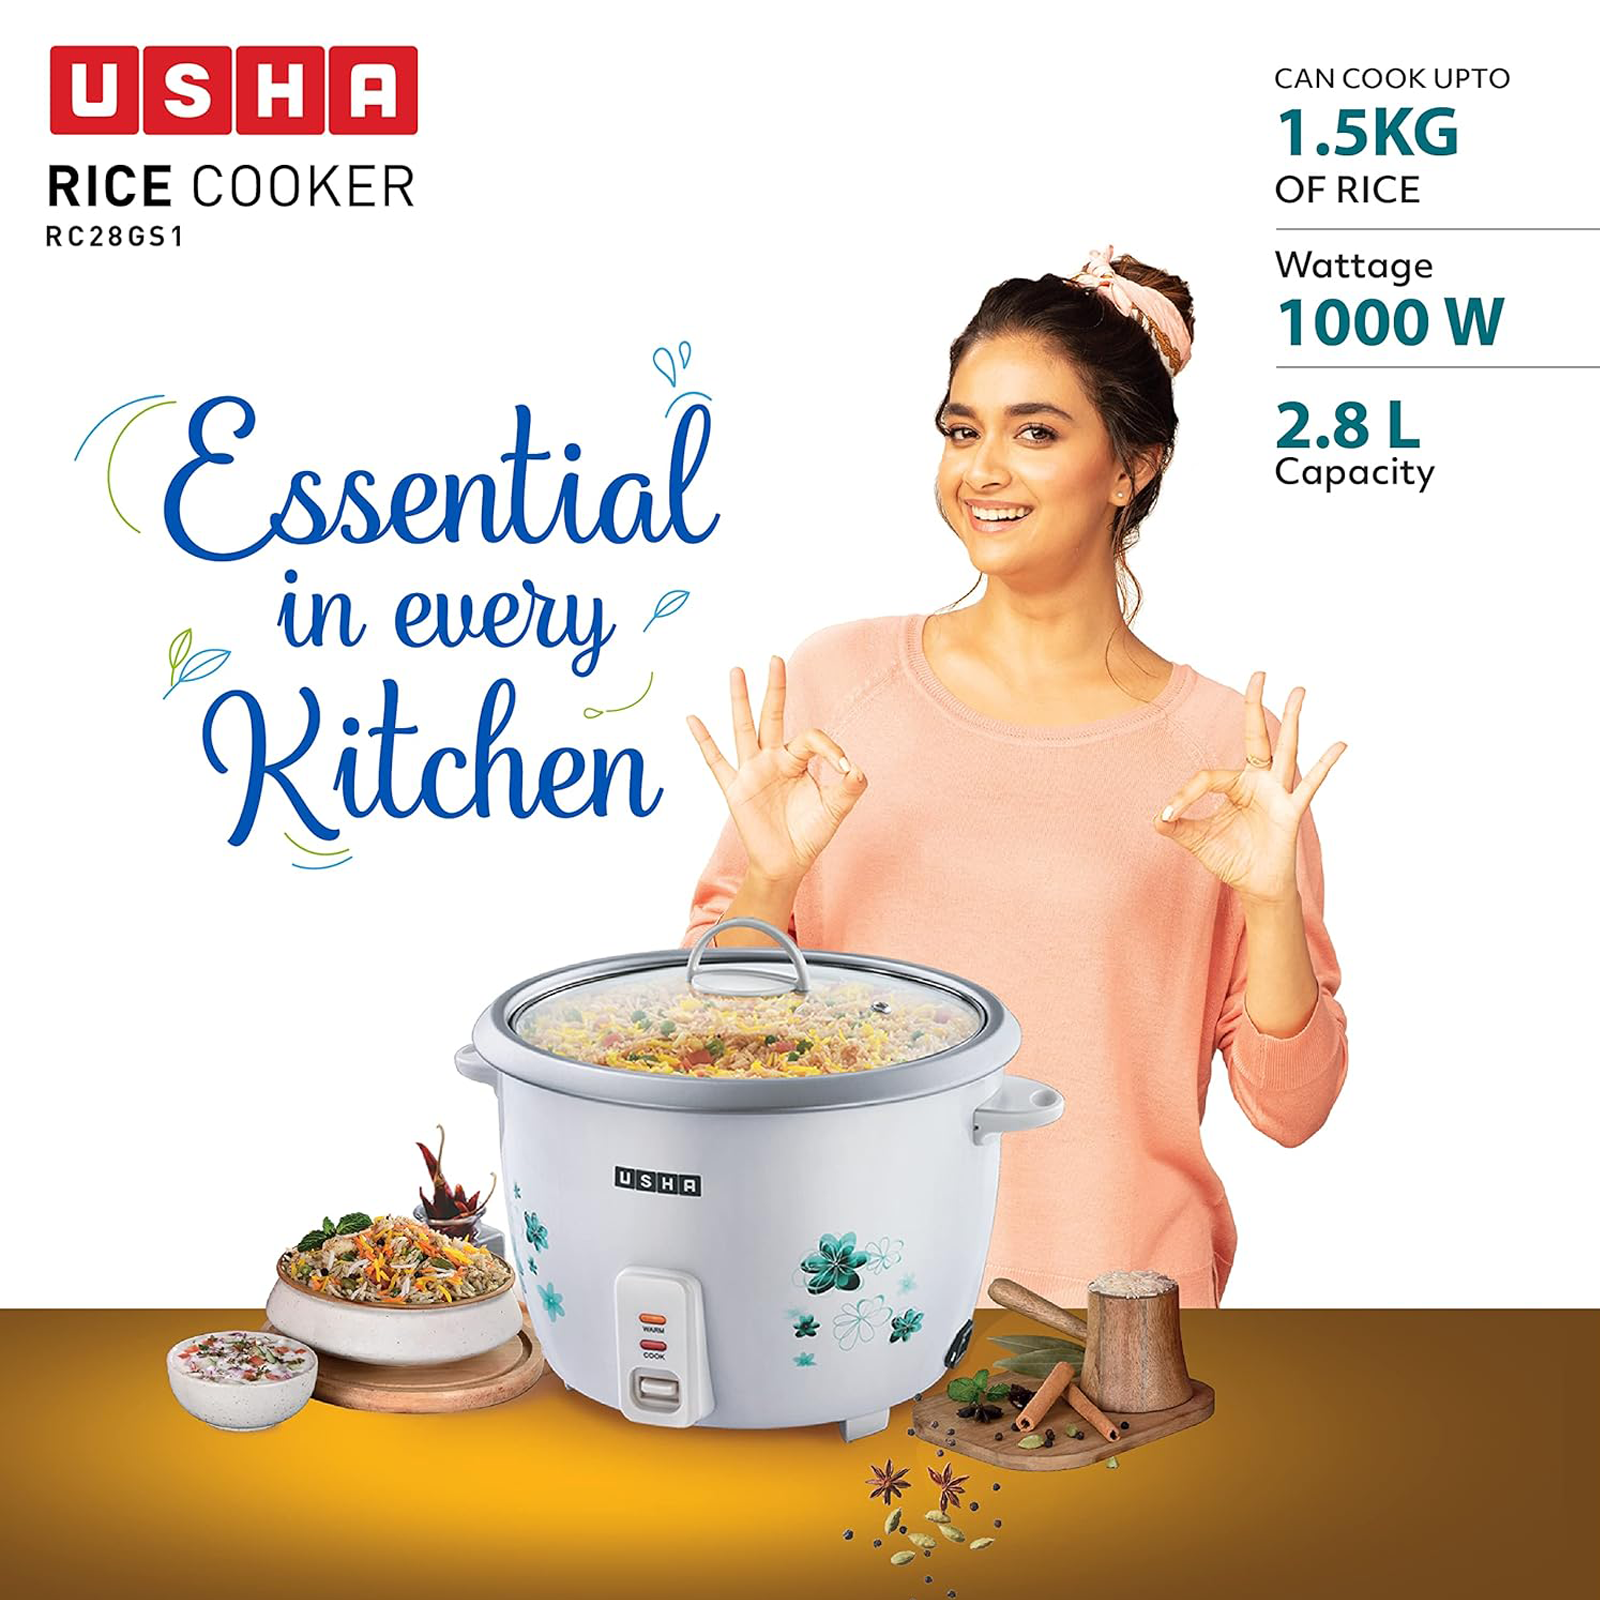 USHA
RICE COOKER
RC28GS1
CAN COOK UPTO
1.5KG
OF RICE
Wattage
1000 W
2.8 L
Capacity
Essential
in every
Kitchen
USHA
WARM
COOK